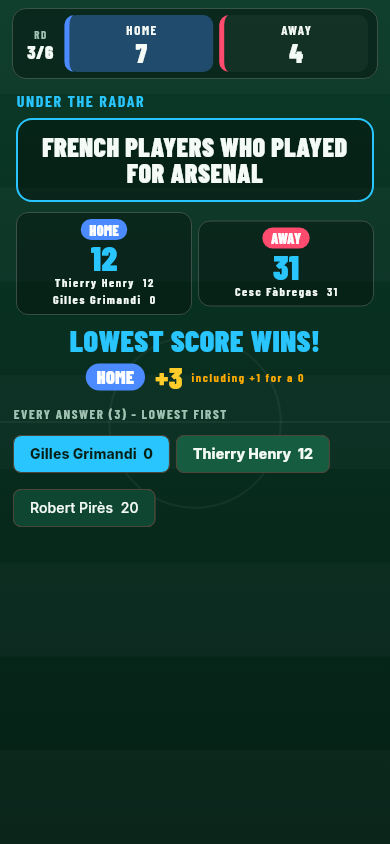 RD
3/6
HOME
7
AWAY
4
UNDER THE RADAR
FRENCH PLAYERS WHO PLAYED
FOR ARSENAL
HOME
12
Thierry Henry 12
Gilles Grimandi 0
AWAY
31
Cesc Fàbregas 31
LOWEST SCORE WINS!
HOME +3 including +1 for a 0
EVERY ANSWER (3) - LOWEST FIRST
Gilles Grimandi 0
Thierry Henry 12
Robert Pirès 20